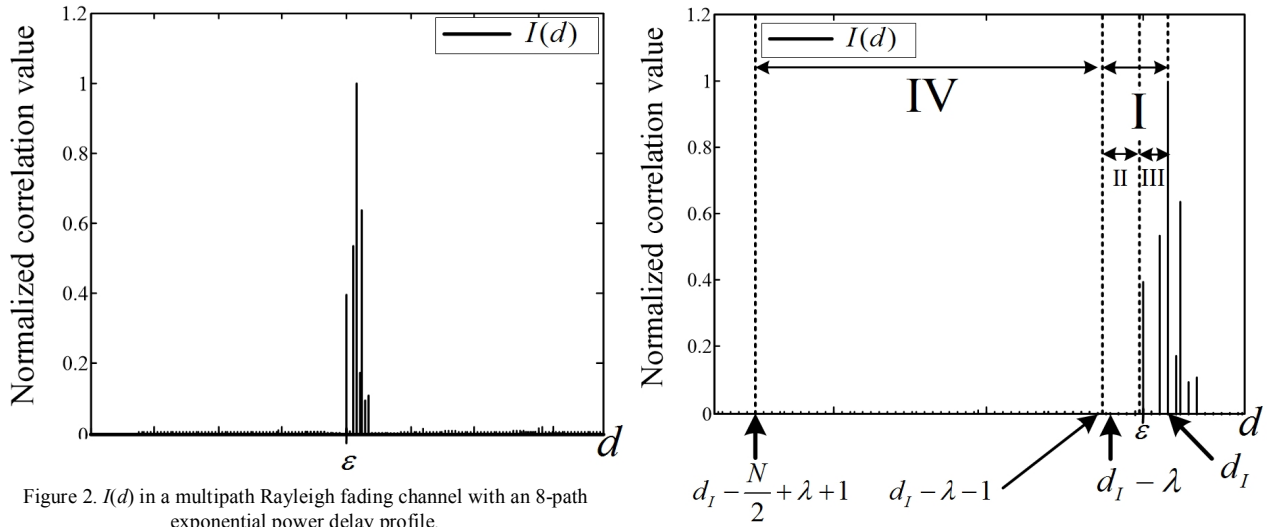 Normalized correlation value
1.2
1
0.8
0.6
0.4
0.2
0
I(d)
ε
d
Figure 2. I(d) in a multipath Rayleigh fading channel with an 8-path
exponential power delay profile.
Normalized correlation value
1.2
1
0.8
0.6
0.4
0.2
0
I(d)
IV
I
II
III
ε
d
d_I - N/2 + λ + 1
d_I - λ - 1
d_I - λ
d_I